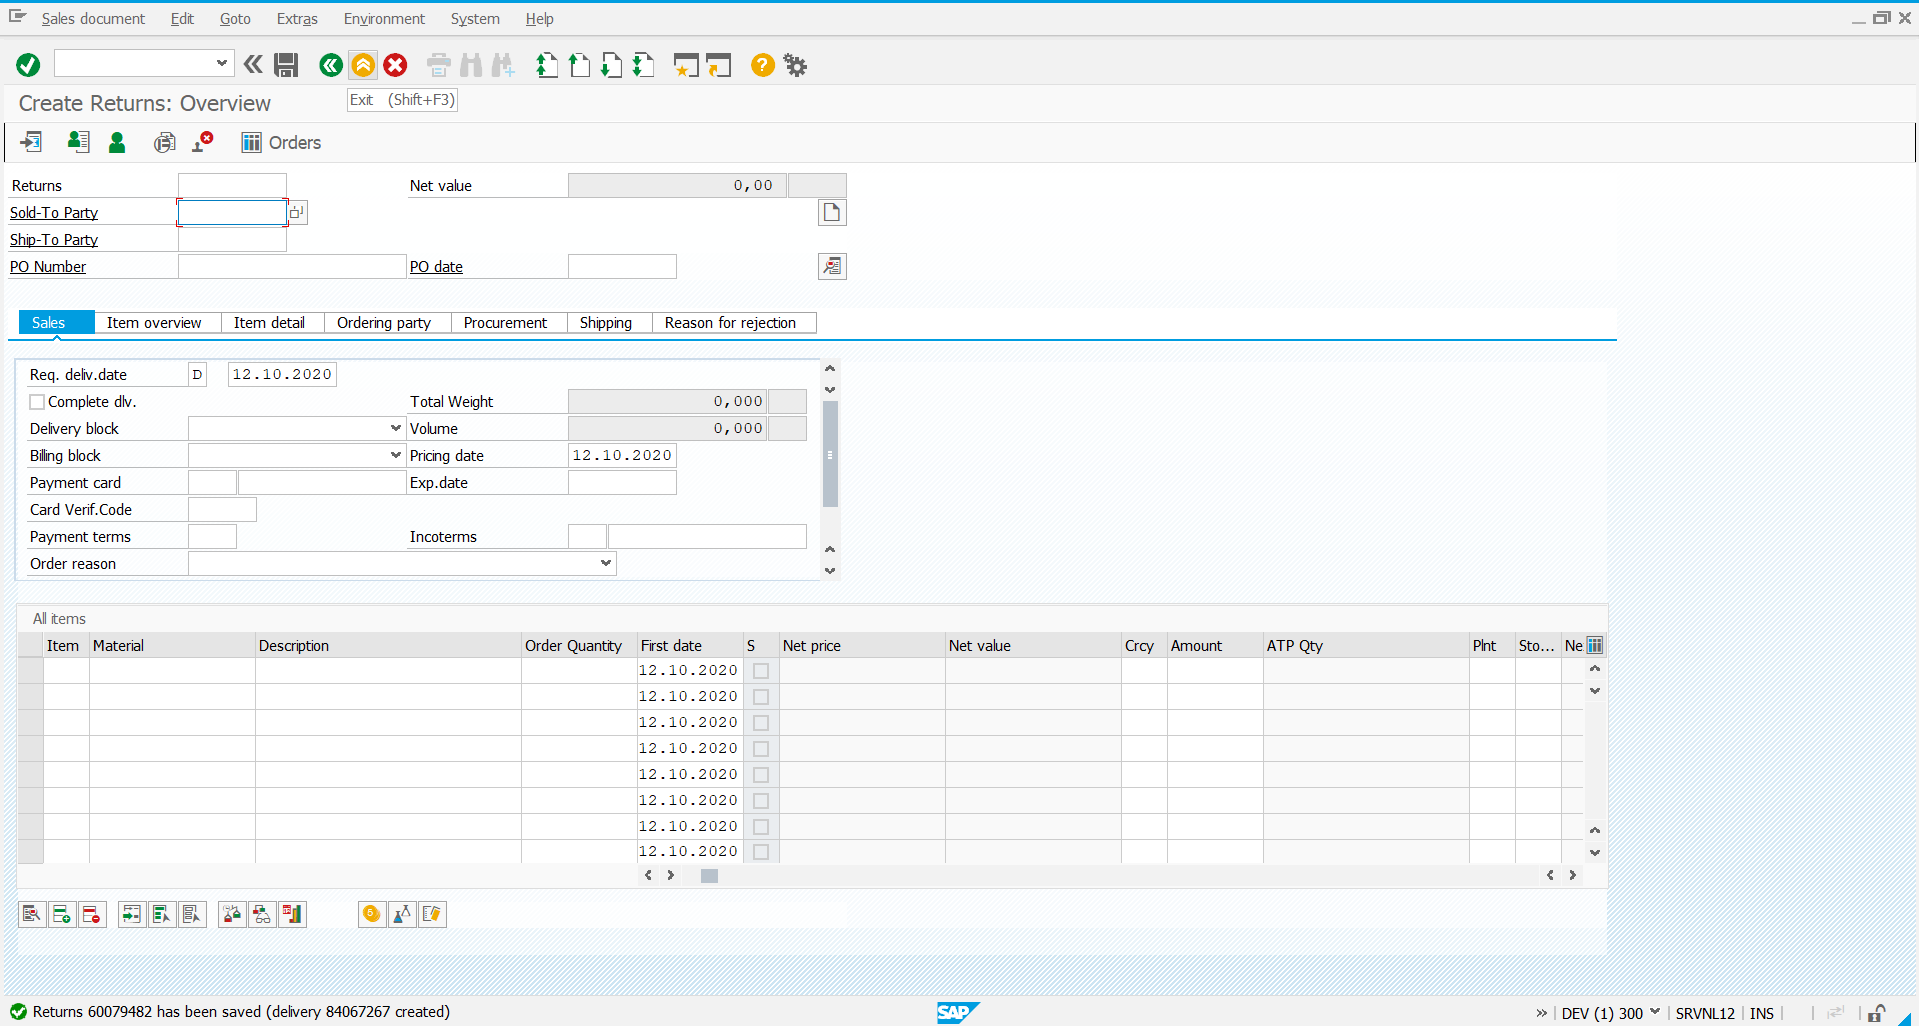 Sales document Edit Goto Extras Environment System Help
Create Returns: Overview
Exit (Shift+F3)
Orders
Returns Net value 0,00
Sold-To Party
Ship-To Party
PO Number PO date
Sales Item overview Item detail Ordering party Procurement Shipping Reason for rejection
Req. deliv.date D 12.10.2020
Complete dlv. Total Weight 0,000
Delivery block Volume 0,000
Billing block Pricing date 12.10.2020
Payment card Exp.date
Card Verif.Code
Payment terms Incoterms
Order reason
All items
Item Material Description Order Quantity First date S Net price Net value Crcy Amount ATP Qty Plnt Sto... Ne
12.10.2020
12.10.2020
12.10.2020
12.10.2020
12.10.2020
12.10.2020
12.10.2020
12.10.2020
Returns 60079482 has been saved (delivery 84067267 created) SAP DEV (1) 300 SRVNL12 INS